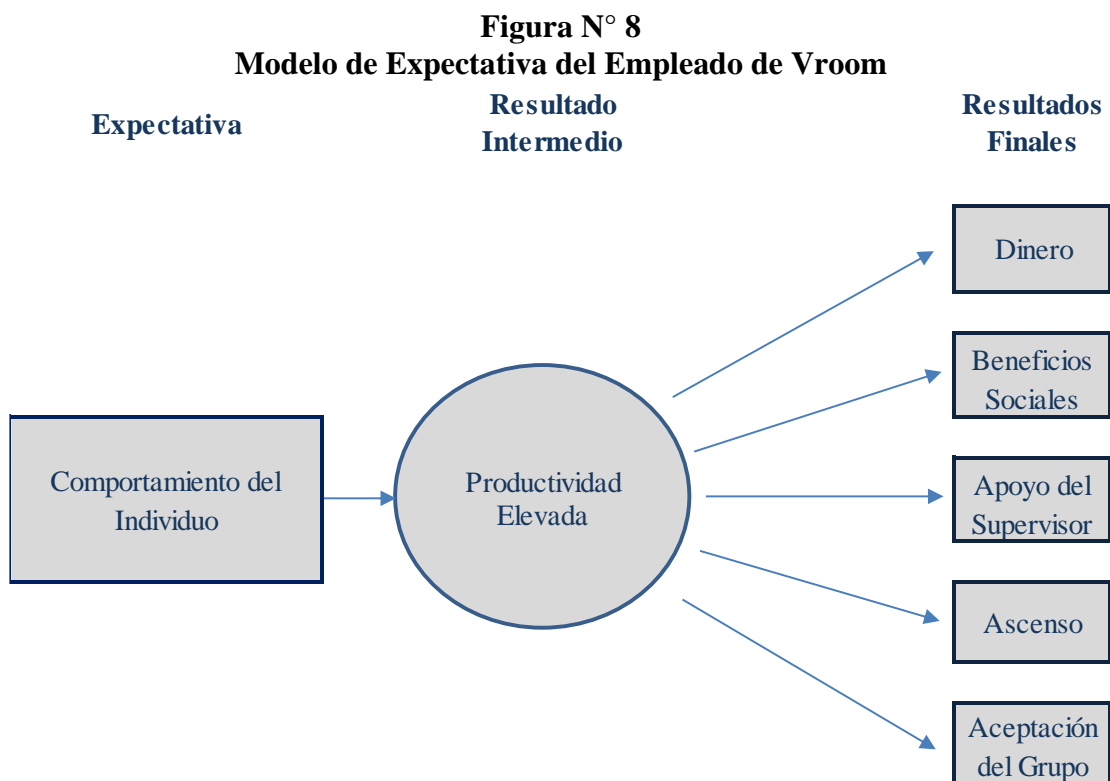 Figura N° 8
Modelo de Expectativa del Empleado de Vroom
Expectativa
Resultado
Intermedio
Resultados
Finales
Comportamiento del
Individuo
Productividad
Elevada
Dinero
Beneficios
Sociales
Apoyo del
Supervisor
Ascenso
Aceptación
del Grupo